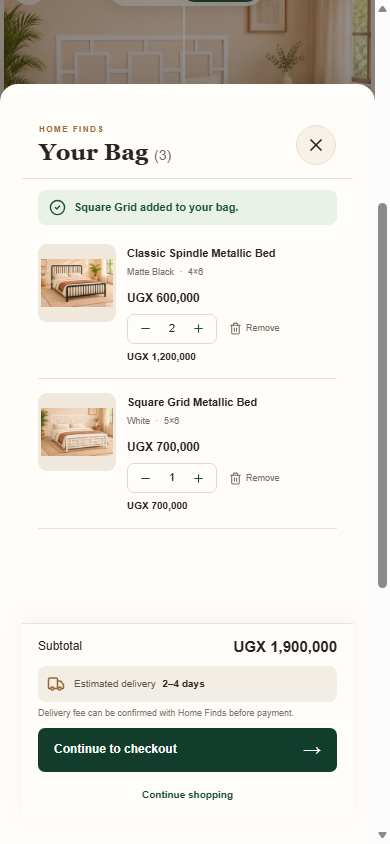 HOME FINDS
Your Bag (3)
Square Grid added to your bag.
Classic Spindle Metallic Bed
Matte Black · 4×6
UGX 600,000
− 2 + Remove
UGX 1,200,000
Square Grid Metallic Bed
White · 5×6
UGX 700,000
− 1 + Remove
UGX 700,000
Subtotal UGX 1,900,000
Estimated delivery 2–4 days
Delivery fee can be confirmed with Home Finds before payment.
Continue to checkout →
Continue shopping